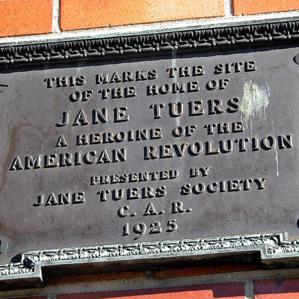 THIS MARKS THE SITE
OF THE HOME OF
JANE TUERS
A HEROINE OF THE
AMERICAN REVOLUTION
PRESENTED BY
JANE TUERS SOCIETY
C. A. R.
1925